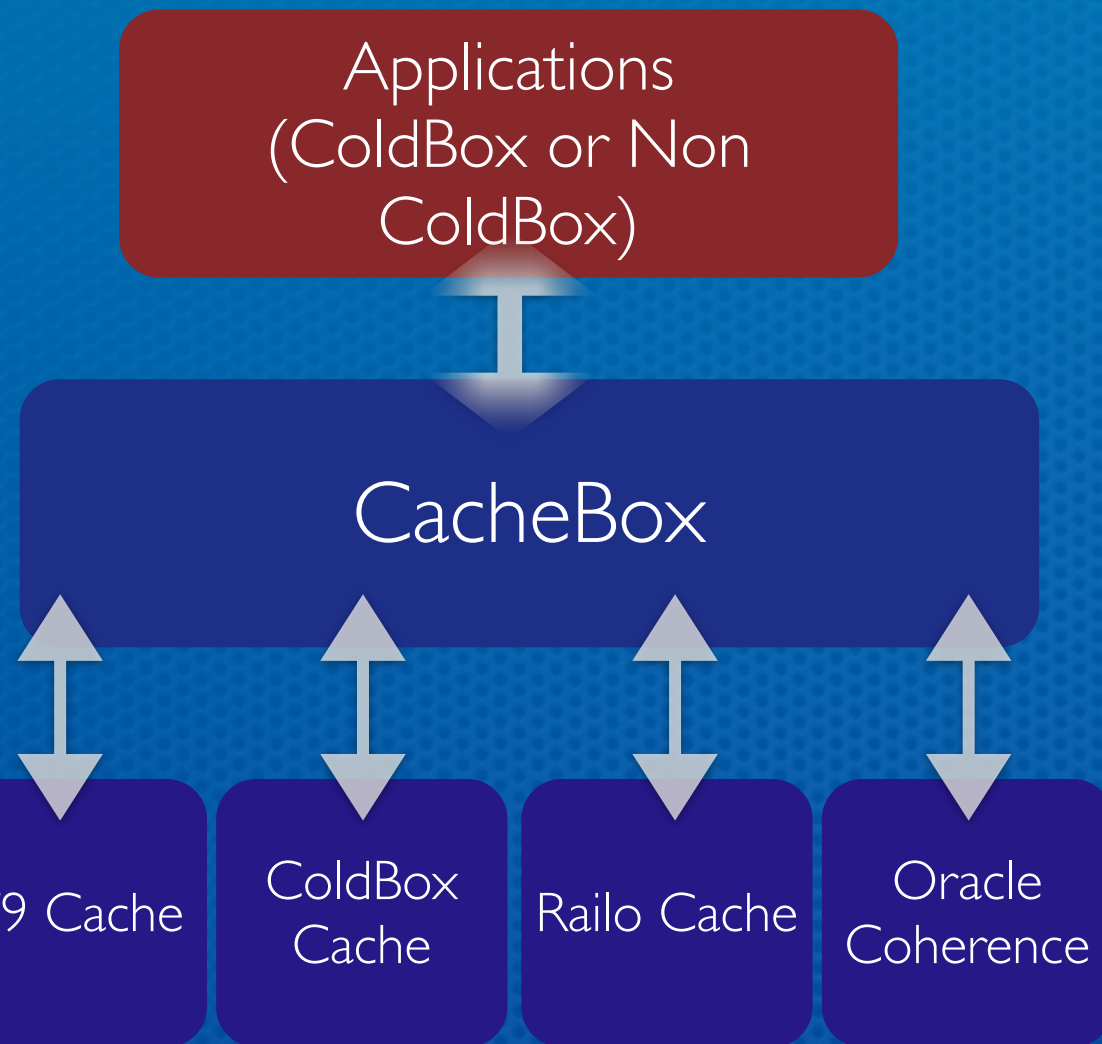 Applications
(ColdBox or Non
ColdBox)
CacheBox
9 Cache
ColdBox
Cache
Railo Cache
Oracle
Coherence